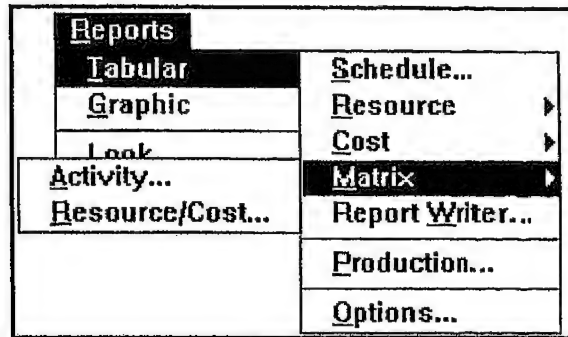 Reports
Tabular
Graphic
Look
Activity...
Resource/Cost...
Schedule...
Resource
Cost
Matrix
Report Writer...
Production...
Options...